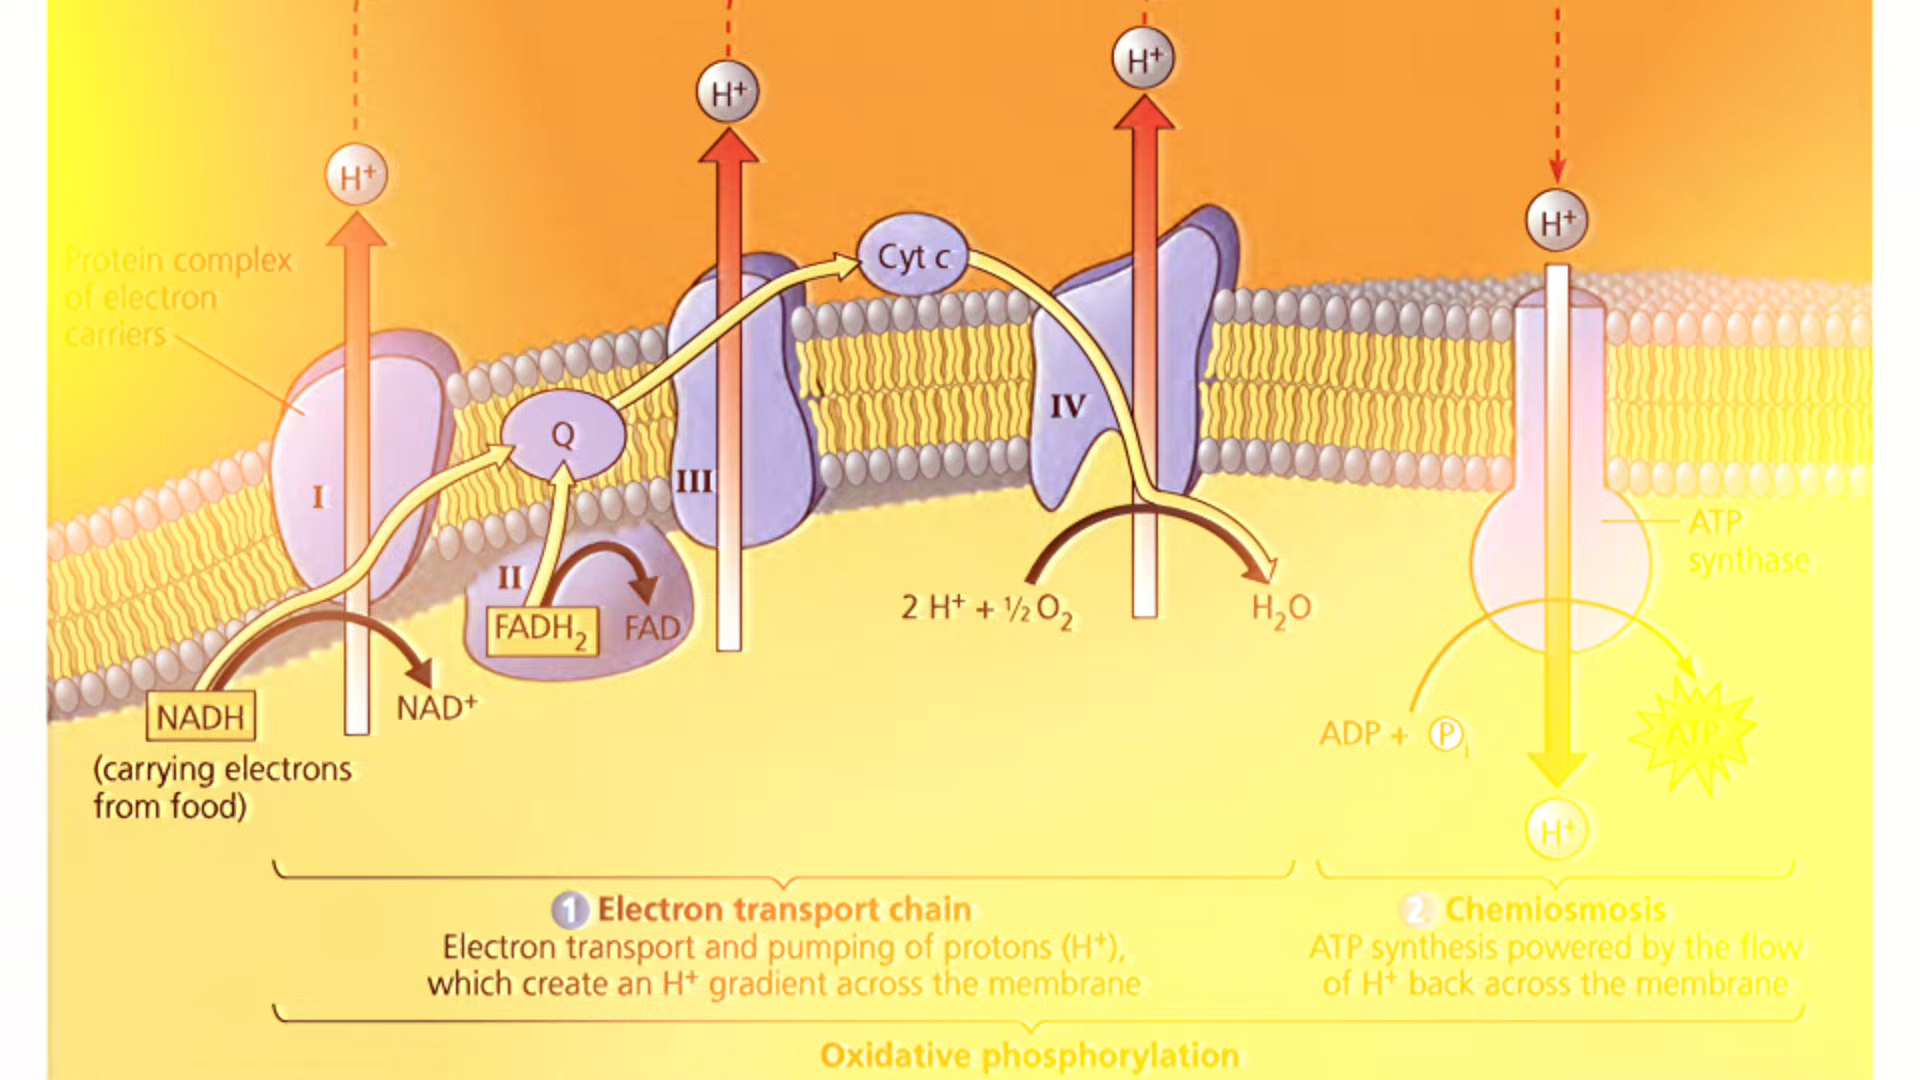 H⁺
H⁺
H⁺
H⁺
Protein complex
of electron
carriers
Cyt c
Q
I
II
III
IV
FADH₂
FAD
2 H⁺ + ½ O₂
H₂O
ATP
synthase
NADH
NAD⁺
(carrying electrons
from food)
ADP + P i
ATP
H⁺
1 Electron transport chain
Electron transport and pumping of protons (H⁺),
which create an H⁺ gradient across the membrane
2 Chemiosmosis
ATP synthesis powered by the flow
of H⁺ back across the membrane
Oxidative phosphorylation